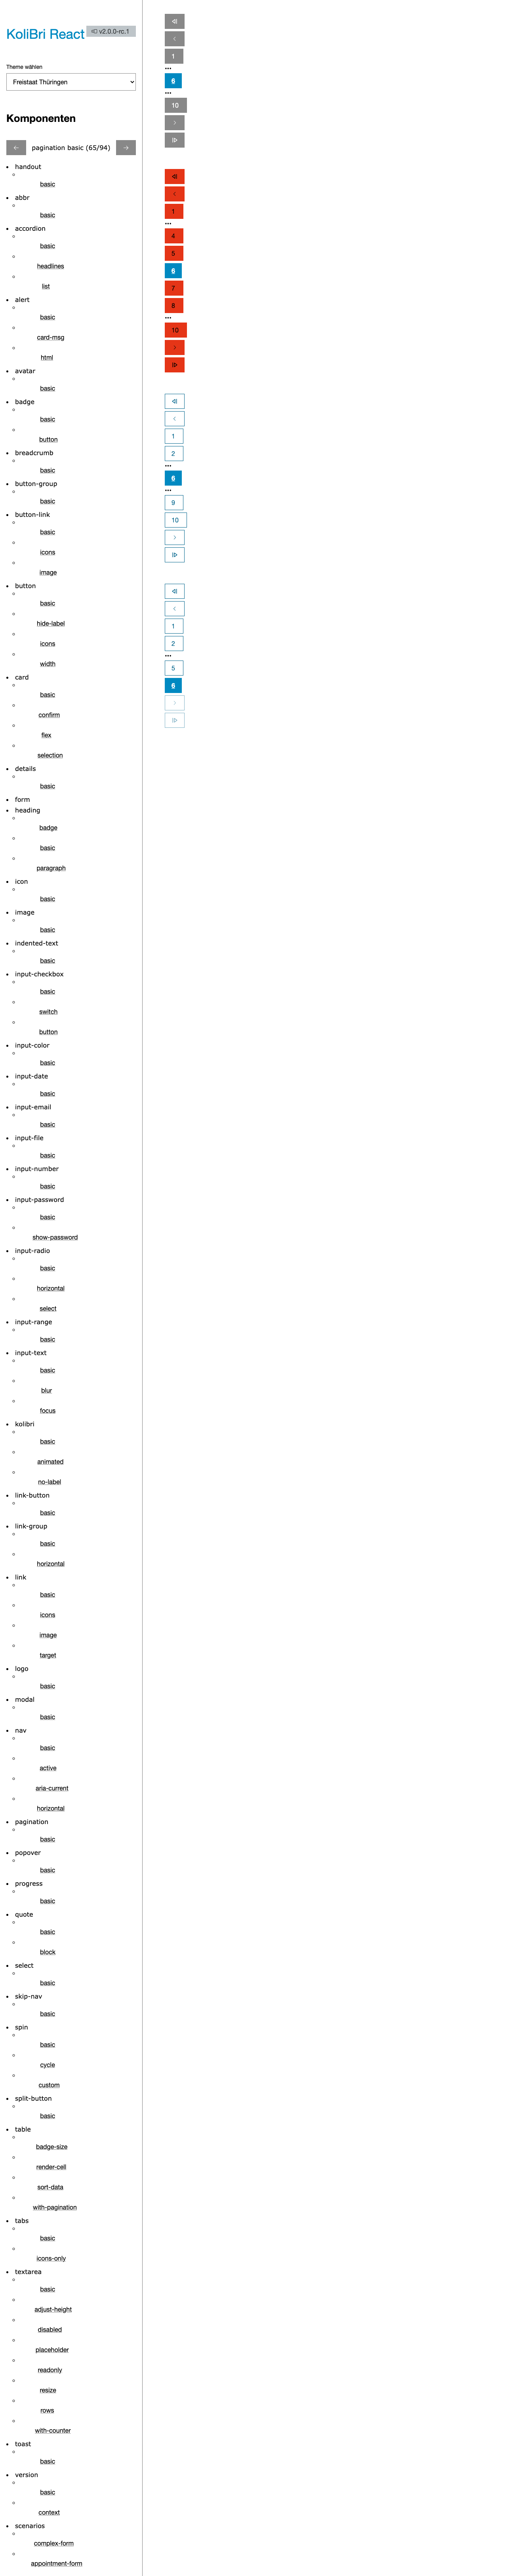 KoliBri React v2.0.0-rc.1
Theme wählen
Freistaat Thüringen
Komponenten
← pagination basic (65/94) →
handout
basic
abbr
basic
accordion
basic
headlines
list
alert
basic
card-msg
html
avatar
basic
badge
basic
button
breadcrumb
basic
button-group
basic
button-link
basic
icons
image
button
basic
hide-label
icons
width
card
basic
confirm
flex
selection
details
basic
form
heading
badge
basic
paragraph
icon
basic
image
basic
indented-text
basic
input-checkbox
basic
switch
button
input-color
basic
input-date
basic
input-email
basic
input-file
basic
input-number
basic
input-password
basic
show-password
input-radio
basic
horizontal
select
input-range
basic
input-text
basic
blur
focus
kolibri
basic
animated
no-label
link-button
basic
link-group
basic
horizontal
link
basic
icons
image
target
logo
basic
modal
basic
nav
basic
active
aria-current
horizontal
pagination
basic
popover
basic
progress
basic
quote
basic
block
select
basic
skip-nav
basic
spin
basic
cycle
custom
split-button
basic
table
badge-size
render-cell
sort-data
with-pagination
tabs
basic
icons-only
textarea
basic
adjust-height
disabled
placeholder
readonly
resize
rows
with-counter
toast
basic
version
basic
context
scenarios
complex-form
appointment-form
1
•••
6
•••
10
1
•••
4
5
6
7
8
•••
10
1
2
•••
6
•••
9
10
1
2
•••
5
6